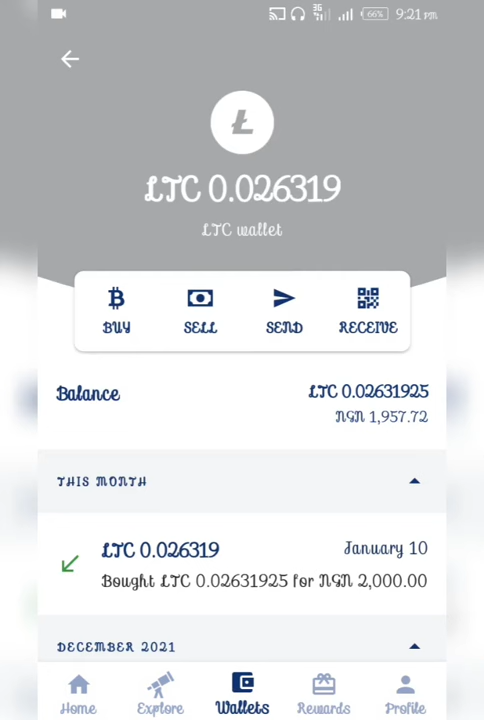 3G
66%
9:21 PM
LTC 0.026319
LTC wallet
BUY
SELL
SEND
RECEIVE
Balance
LTC 0.02631925
NGN 1,957.72
THIS MONTH
LTC 0.026319
January 10
Bought LTC 0.02631925 for NGN 2,000.00
DECEMBER 2021
Home
Explore
Wallets
Rewards
Profile